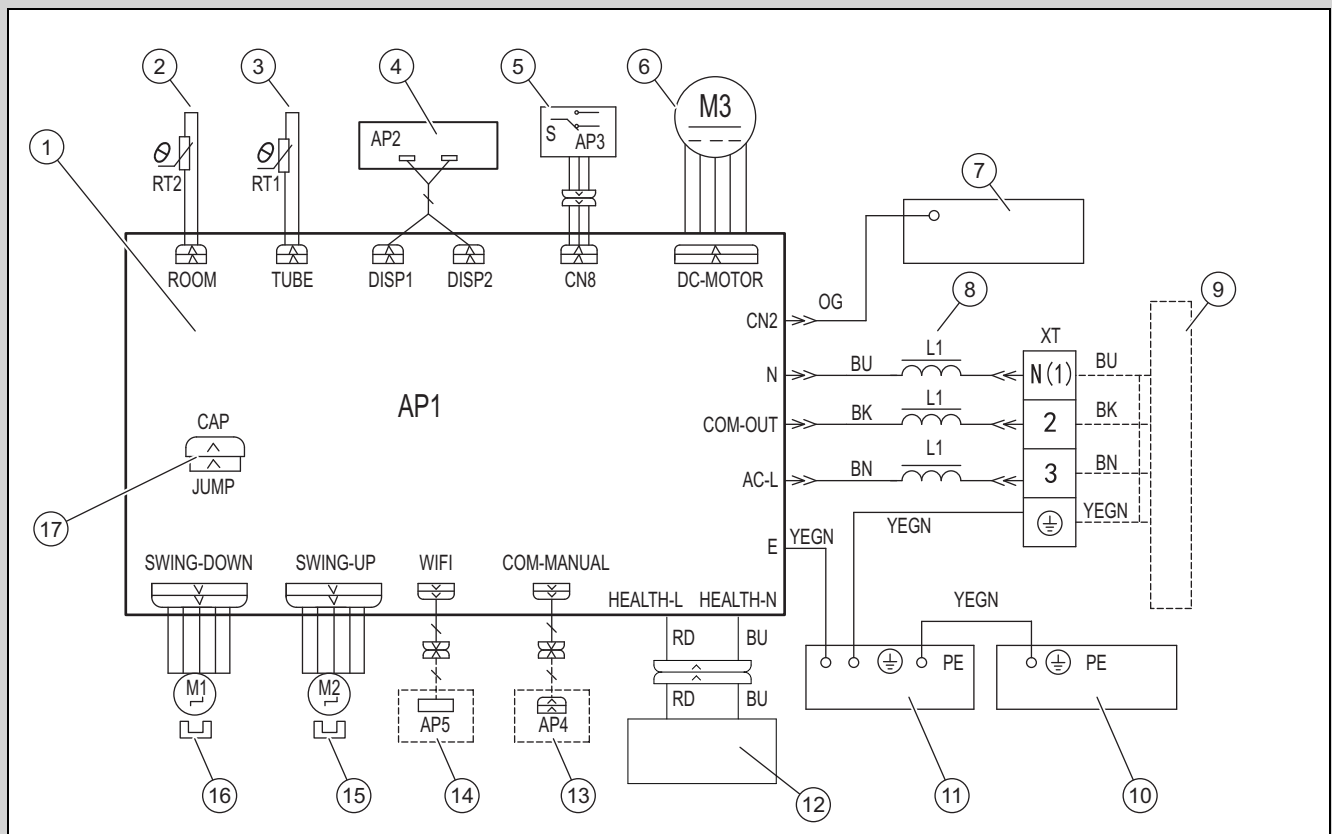 2 3 4 5 6
M3
AP2
S AP3
1
RT2 RT1
7
ROOM TUBE DISP1 DISP2 CN8 DC-MOTOR
OG
8 9
CN2
XT
L1
N BU N(1) BU
L1
CAP AP1 COM-OUT BK 2 BK
L1
JUMP AC-L BN 3 BN
17
YEGN YEGN
E YEGN
SWING-DOWN SWING-UP WIFI COM-MANUAL
HEALTH-L HEALTH-N YEGN
RD BU
PE PE
M1 M2 RD BU
AP5 AP4
16 15 14 13 12 11 10